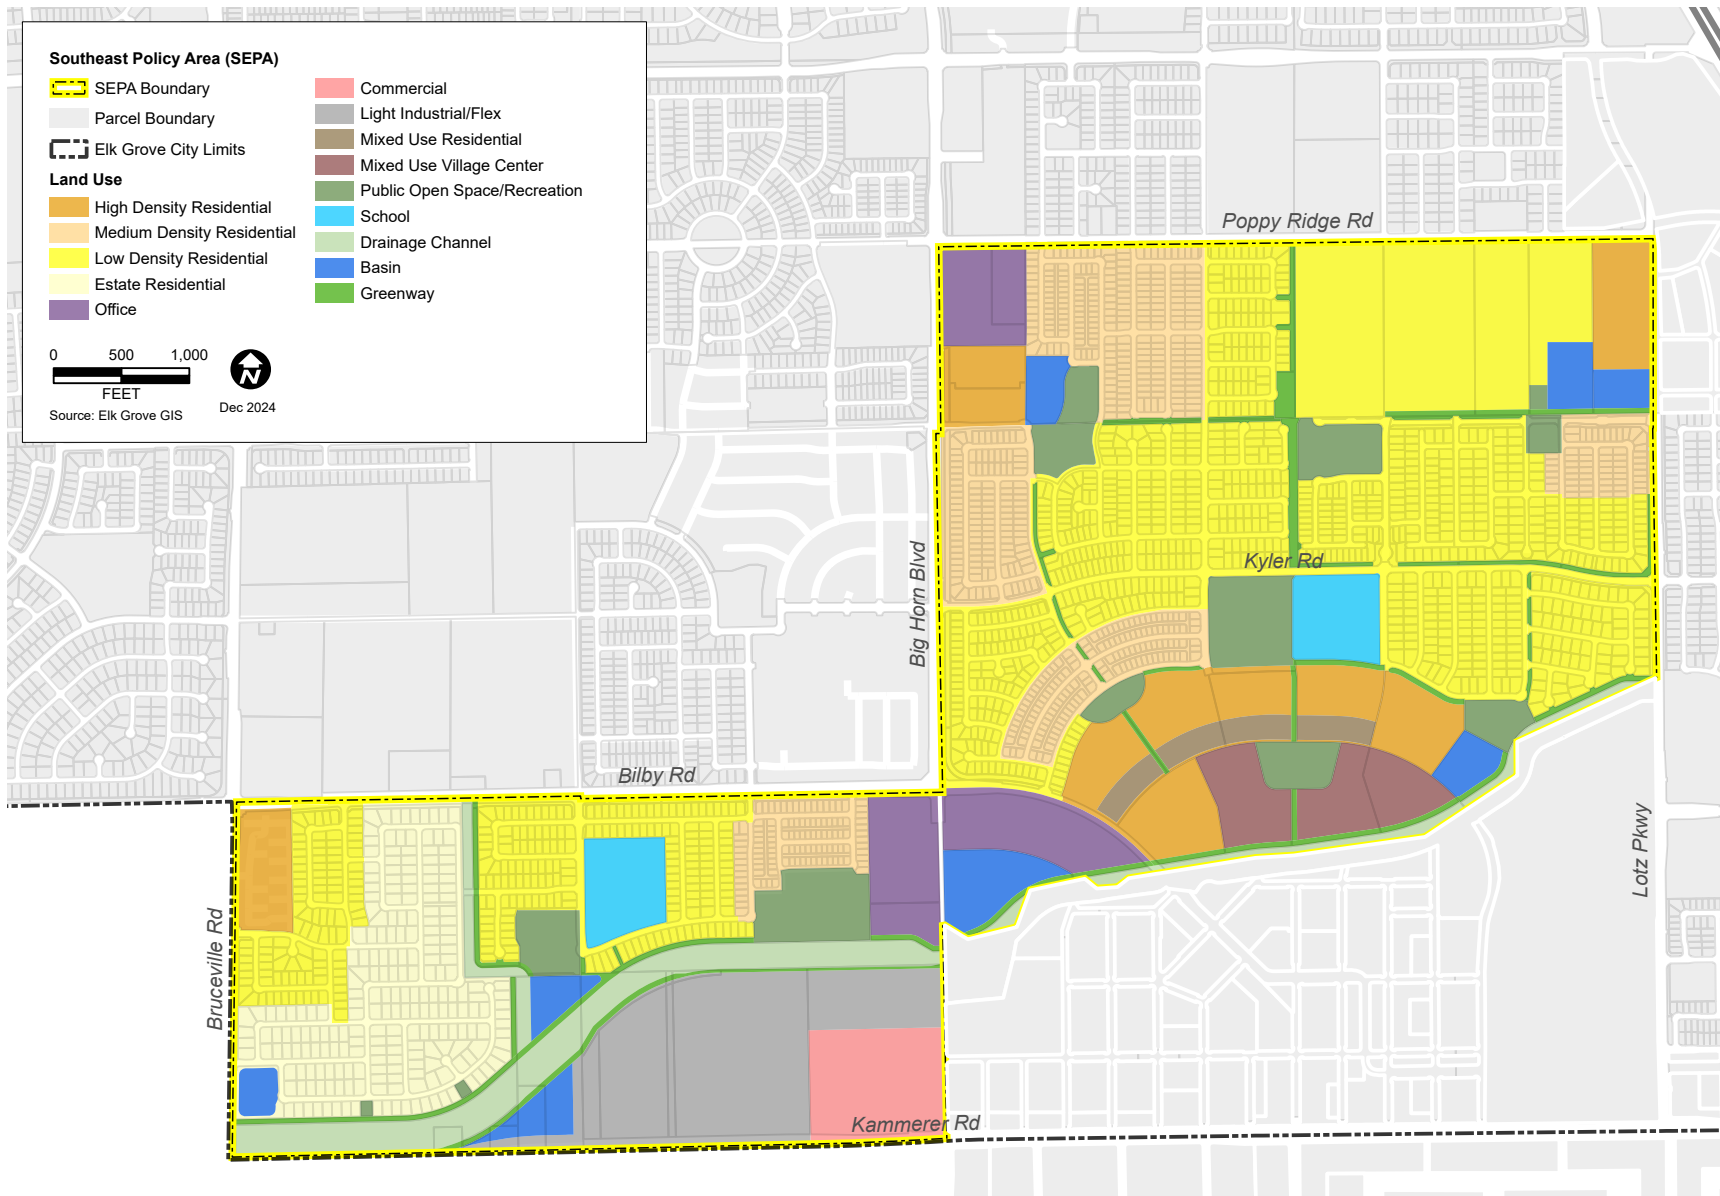 Southeast Policy Area (SEPA)
SEPA Boundary
Parcel Boundary
Elk Grove City Limits
Land Use
High Density Residential
Medium Density Residential
Low Density Residential
Estate Residential
Office
Commercial
Light Industrial/Flex
Mixed Use Residential
Mixed Use Village Center
Public Open Space/Recreation
School
Drainage Channel
Basin
Greenway
0 500 1,000
FEET
Source: Elk Grove GIS
N
Dec 2024
Poppy Ridge Rd
Big Horn Blvd
Kyler Rd
Bilby Rd
Lotz Pkwy
Bruceville Rd
Kammerer Rd